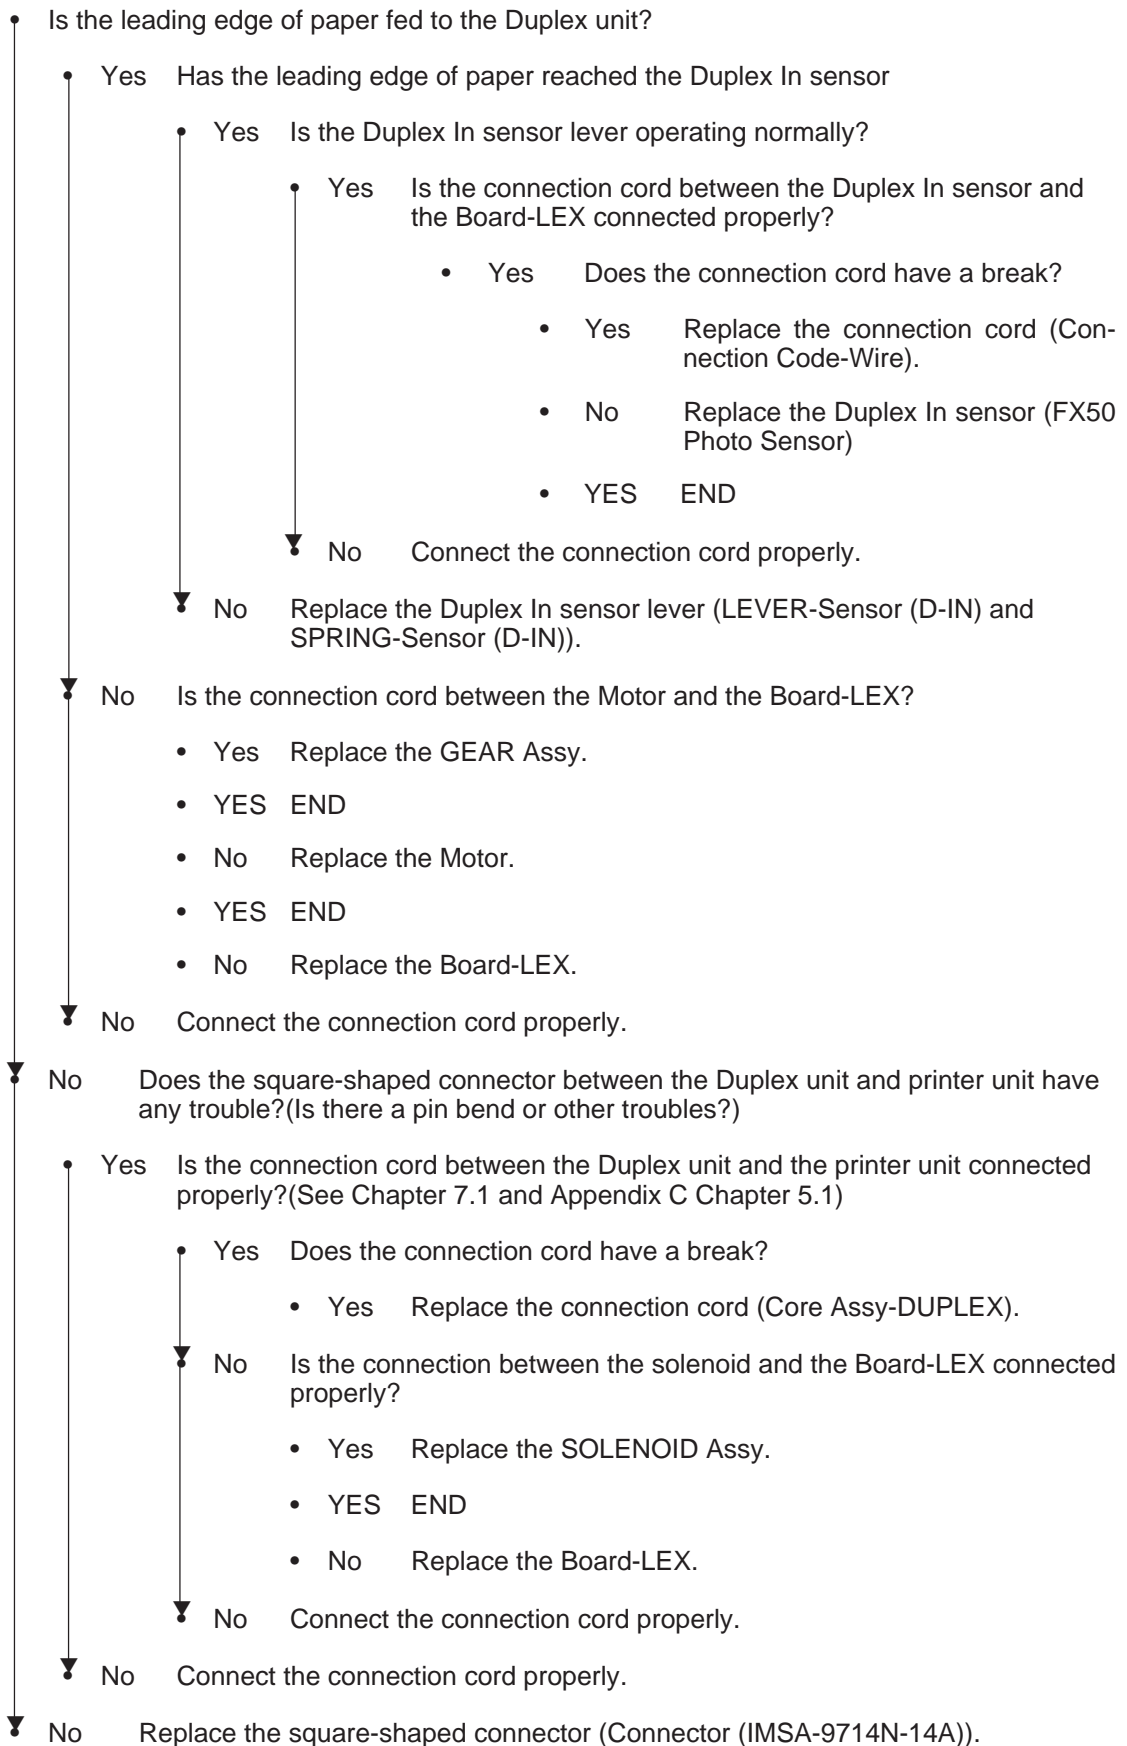 • Is the leading edge of paper fed to the Duplex unit?
• Yes Has the leading edge of paper reached the Duplex In sensor
• Yes Is the Duplex In sensor lever operating normally?
• Yes Is the connection cord between the Duplex In sensor and
the Board-LEX connected properly?
• Yes Does the connection cord have a break?
• Yes Replace the connection cord (Con-
nection Code-Wire).
• No Replace the Duplex In sensor (FX50
Photo Sensor)
• YES END
• No Connect the connection cord properly.
• No Replace the Duplex In sensor lever (LEVER-Sensor (D-IN) and
SPRING-Sensor (D-IN)).
• No Is the connection cord between the Motor and the Board-LEX?
• Yes Replace the GEAR Assy.
• YES END
• No Replace the Motor.
• YES END
• No Replace the Board-LEX.
• No Connect the connection cord properly.
• No Does the square-shaped connector between the Duplex unit and printer unit have
any trouble?(Is there a pin bend or other troubles?)
• Yes Is the connection cord between the Duplex unit and the printer unit connected
properly?(See Chapter 7.1 and Appendix C Chapter 5.1)
• Yes Does the connection cord have a break?
• Yes Replace the connection cord (Core Assy-DUPLEX).
• No Is the connection between the solenoid and the Board-LEX connected
properly?
• Yes Replace the SOLENOID Assy.
• YES END
• No Replace the Board-LEX.
• No Connect the connection cord properly.
• No Connect the connection cord properly.
• No Replace the square-shaped connector (Connector (IMSA-9714N-14A)).